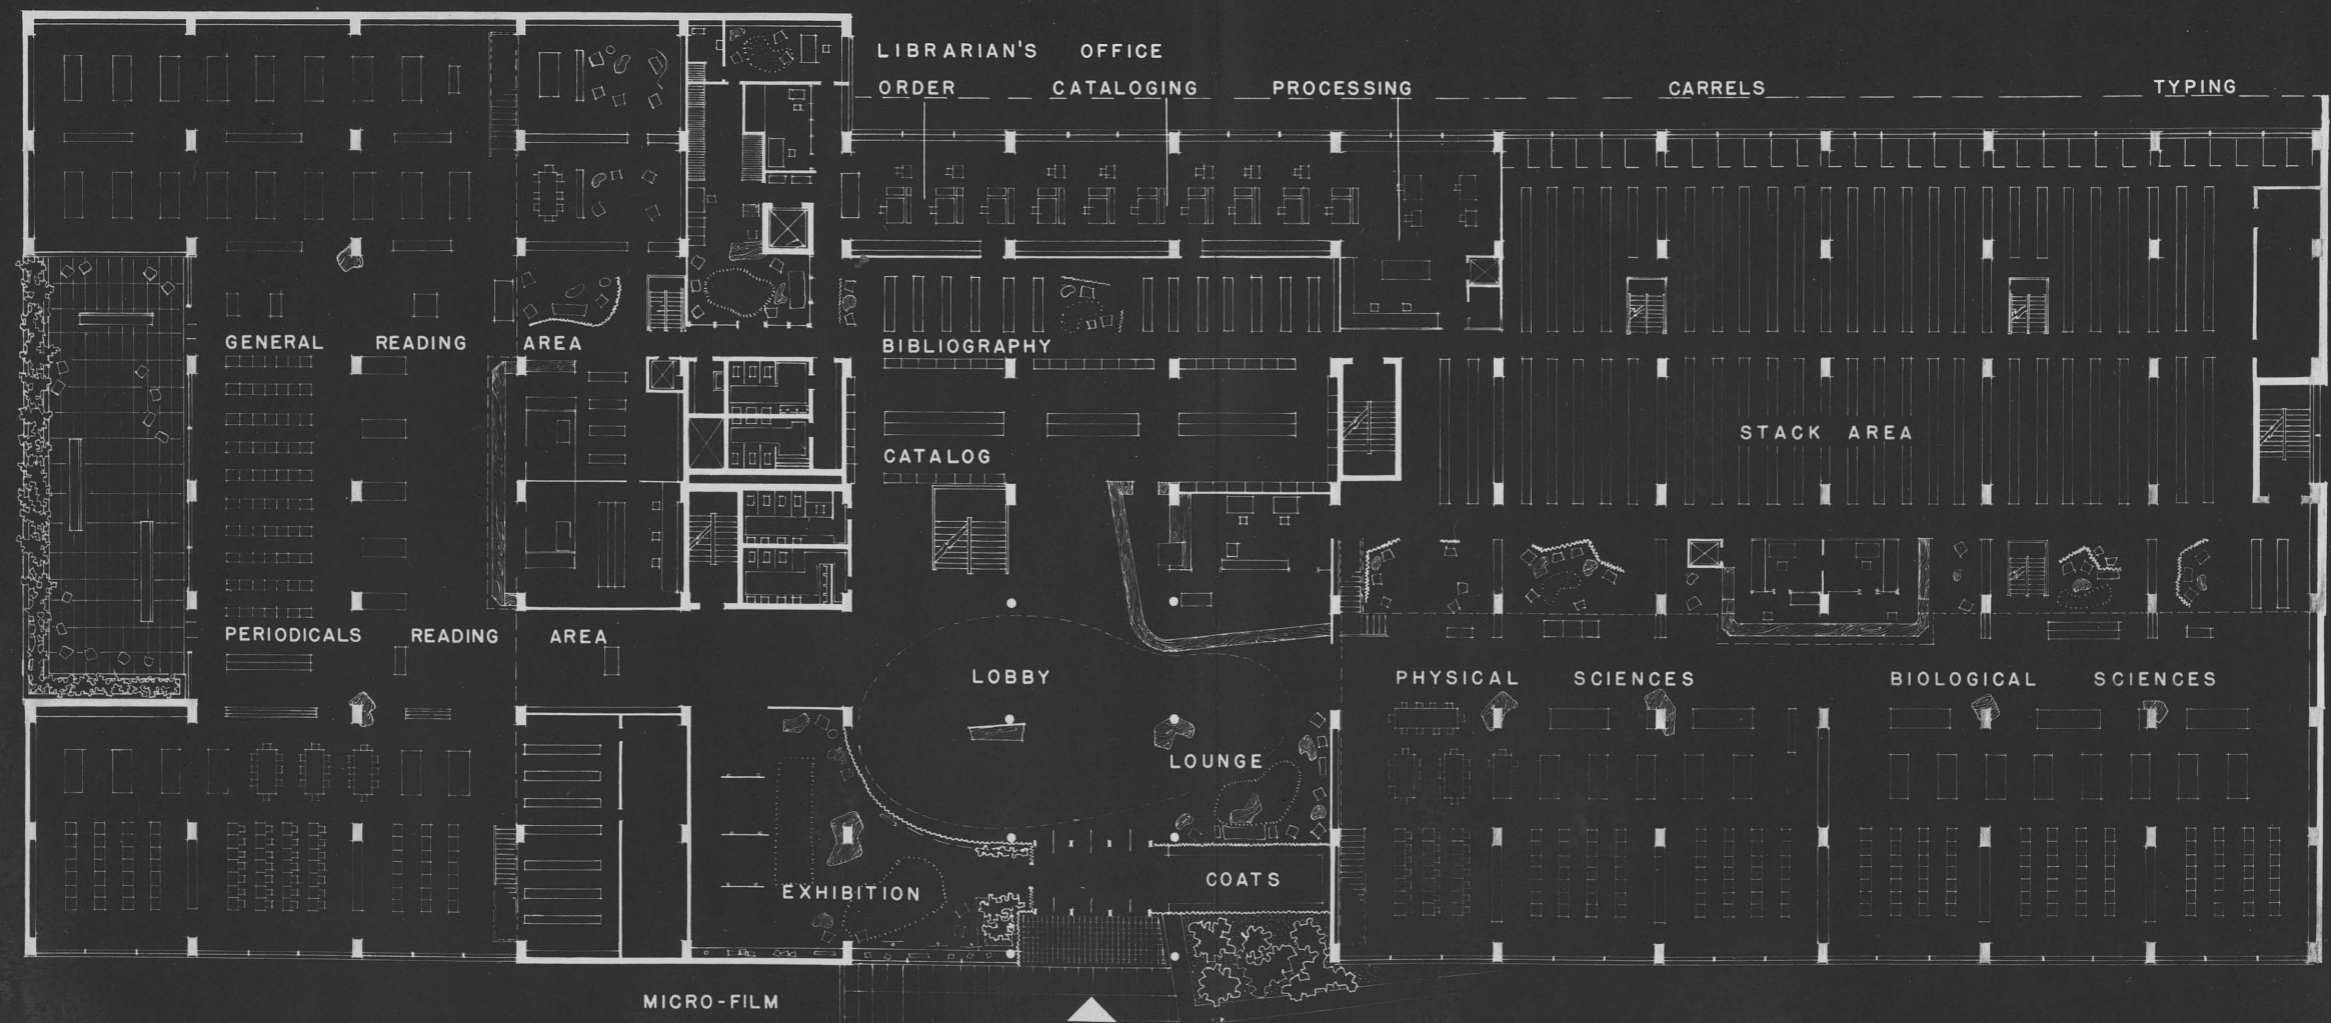 LIBRARIAN'S OFFICE
ORDER CATALOGING PROCESSING CARRELS TYPING
GENERAL READING AREA
BIBLIOGRAPHY
STACK AREA
CATALOG
PERIODICALS READING AREA
LOBBY
PHYSICAL SCIENCES BIOLOGICAL SCIENCES
LOUNGE
COATS
EXHIBITION
MICRO-FILM